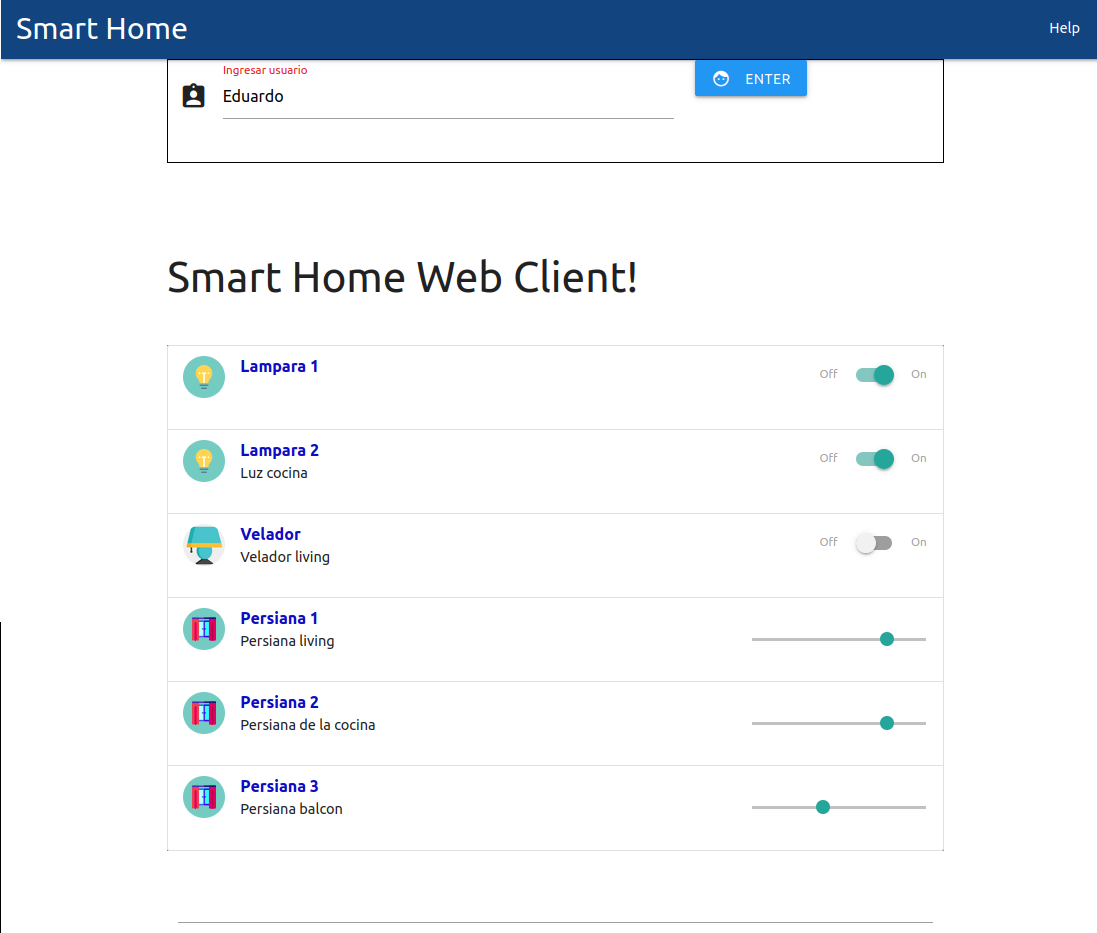 Smart Home
Help
Ingresar usuario
Eduardo
ENTER
Smart Home Web Client!
Lampara 1
Off On
Lampara 2
Luz cocina
Off On
Velador
Velador living
Off On
Persiana 1
Persiana living
Persiana 2
Persiana de la cocina
Persiana 3
Persiana balcon